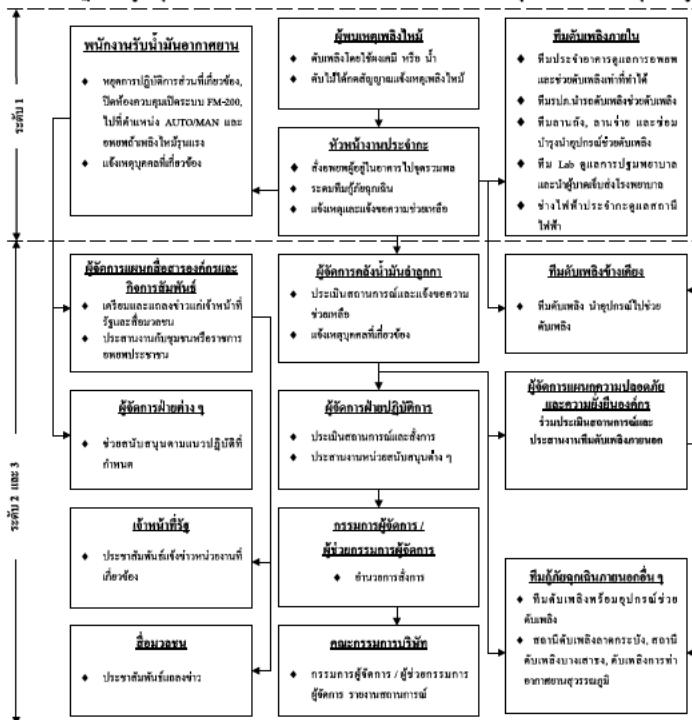 ระดับ 1
พนักงานรับน้ำมันอากาศยาน
♦ หยุดการปฏิบัติการส่วนที่เกี่ยวข้อง,
ปิดห้องควบคุมเปิดระบบ FM-200,
ไปที่ตำแหน่ง AUTO/MAN และ
อพยพถ้าเพลิงไหม้รุนแรง
♦ แจ้งเหตุบุคคลที่เกี่ยวข้อง
ผู้พบเหตุเพลิงไหม้
♦ ดับเพลิงโดยใช้ผงเคมี หรือ น้ำ
♦ ดับไม่ได้กดสัญญาณแจ้งเหตุเพลิงไหม้
หัวหน้างานประจำกะ
♦ สั่งอพยพผู้อยู่ในอาคารไปจุดรวมพล
♦ ระดมทีมกู้ภัยฉุกเฉิน
♦ แจ้งเหตุและแจ้งขอความช่วยเหลือ
ทีมดับเพลิงภายใน
♦ ทีมประจำอาคารดูแลการอพยพ
และช่วยดับเพลิงเท่าที่ทำได้
♦ ทีมรปภ.นำรถดับเพลิงช่วยดับเพลิง
♦ ทีมลานถัง, ลานจ่าย และซ่อม
บำรุงนำอุปกรณ์ช่วยดับเพลิง
♦ ทีม Lab ดูแลการปฐมพยาบาล
และนำผู้บาดเจ็บส่งโรงพยาบาล
♦ ช่างไฟฟ้าประจำกะดูแลสถานี
ไฟฟ้า
ระดับ 2 และ 3
ผู้จัดการแผนกสื่อสารองค์กรและ
กิจการสัมพันธ์
♦ เตรียมและแถลงข่าวแก่เจ้าหน้าที่
รัฐและสื่อมวลชน
♦ ประสานงานกับชุมชนหรือราชการ
อพยพประชาชน
ผู้จัดการคลังน้ำมันลำลูกกา
♦ ประเมินสถานการณ์และแจ้งขอความ
ช่วยเหลือ
♦ แจ้งเหตุบุคคลที่เกี่ยวข้อง
ทีมดับเพลิงข้างเคียง
♦ ทีมดับเพลิง นำอุปกรณ์ไปช่วย
ดับเพลิง
ผู้จัดการฝ่ายต่าง ๆ
♦ ช่วยสนับสนุนตามแนวปฏิบัติที่
กำหนด
ผู้จัดการฝ่ายปฏิบัติการ
♦ ประเมินสถานการณ์และสั่งการ
♦ ประสานงานหน่วยสนับสนุนต่าง ๆ
ผู้จัดการแผนกความปลอดภัย
และความยั่งยืนองค์กร
ร่วมประเมินสถานการณ์และ
ประสานงานทีมดับเพลิงภายนอก
เจ้าหน้าที่รัฐ
♦ ประชาสัมพันธ์แจ้งข่าวหน่วยงานที่
เกี่ยวข้อง
กรรมการผู้จัดการ /
ผู้ช่วยกรรมการผู้จัดการ
♦ อำนวยการสั่งการ
ทีมกู้ภัยฉุกเฉินภายนอกอื่น ๆ
♦ ทีมดับเพลิงพร้อมอุปกรณ์ช่วย
ดับเพลิง
♦ สถานีดับเพลิงลาดกระบัง, สถานี
ดับเพลิงบางเสาธง, ดับเพลิงการท่า
อากาศยานสุวรรณภูมิ
สื่อมวลชน
♦ ประชาสัมพันธ์แถลงข่าว
คณะกรรมการบริษัท
♦ กรรมการผู้จัดการ / ผู้ช่วยกรรมการ
ผู้จัดการ รายงานสถานการณ์